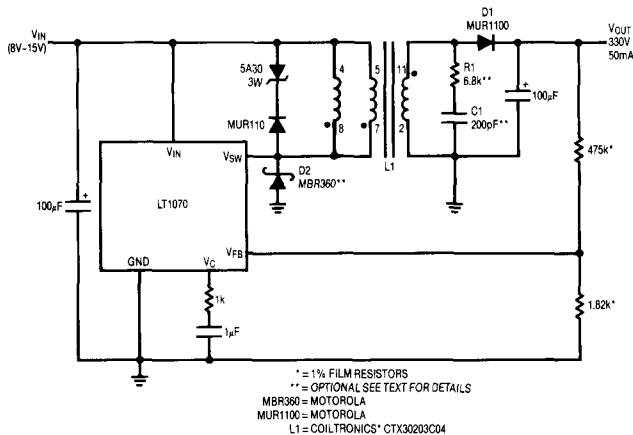 D1
MUR1100
VIN
(8V–15V)
VOUT
330V
50mA
5A30
3W
4
5
11
R1
6.8k**
+
100µF
MUR110
C1
200pF**
8
7
2
475k*
VIN
VSW
L1
D2
MBR360**
+
100µF
LT1070
VFB
GND
VC
1k
1.82k*
1µF
* = 1% FILM RESISTORS
** = OPTIONAL SEE TEXT FOR DETAILS
MBR360 = MOTOROLA
MUR1100 = MOTOROLA
L1 = COILTRONICS* CTX30203C04